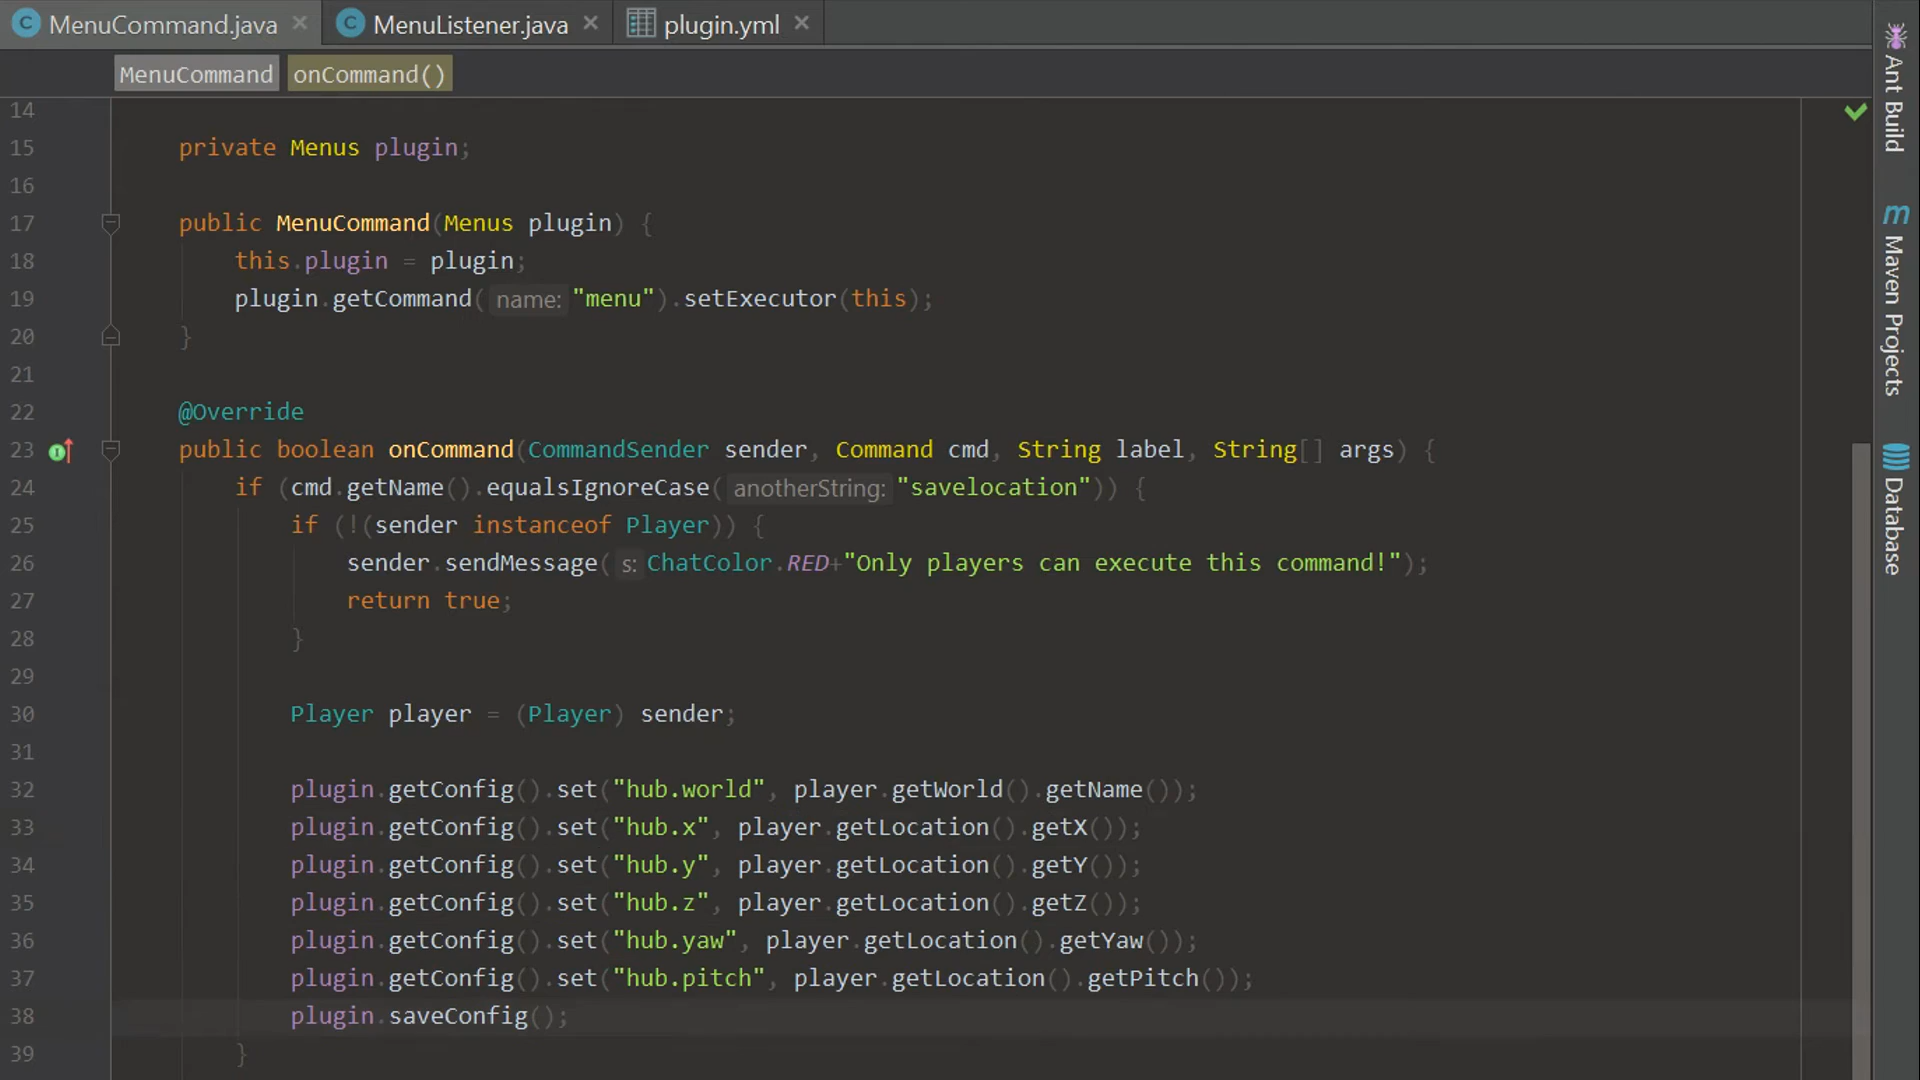 MenuCommand.java
MenuListener.java
plugin.yml
MenuCommand
onCommand()
14
15 private Menus plugin;
16
17 public MenuCommand(Menus plugin) {
18 this.plugin = plugin;
19 plugin.getCommand( name: "menu").setExecutor(this);
20 }
21
22 @Override
23 public boolean onCommand(CommandSender sender, Command cmd, String label, String[] args) {
24 if (cmd.getName().equalsIgnoreCase( anotherString: "savelocation")) {
25 if (!(sender instanceof Player)) {
26 sender.sendMessage( s: ChatColor.RED+"Only players can execute this command!");
27 return true;
28 }
29
30 Player player = (Player) sender;
31
32 plugin.getConfig().set("hub.world", player.getWorld().getName());
33 plugin.getConfig().set("hub.x", player.getLocation().getX());
34 plugin.getConfig().set("hub.y", player.getLocation().getY());
35 plugin.getConfig().set("hub.z", player.getLocation().getZ());
36 plugin.getConfig().set("hub.yaw", player.getLocation().getYaw());
37 plugin.getConfig().set("hub.pitch", player.getLocation().getPitch());
38 plugin.saveConfig();
39 }
Ant Build
m Maven Projects
Database